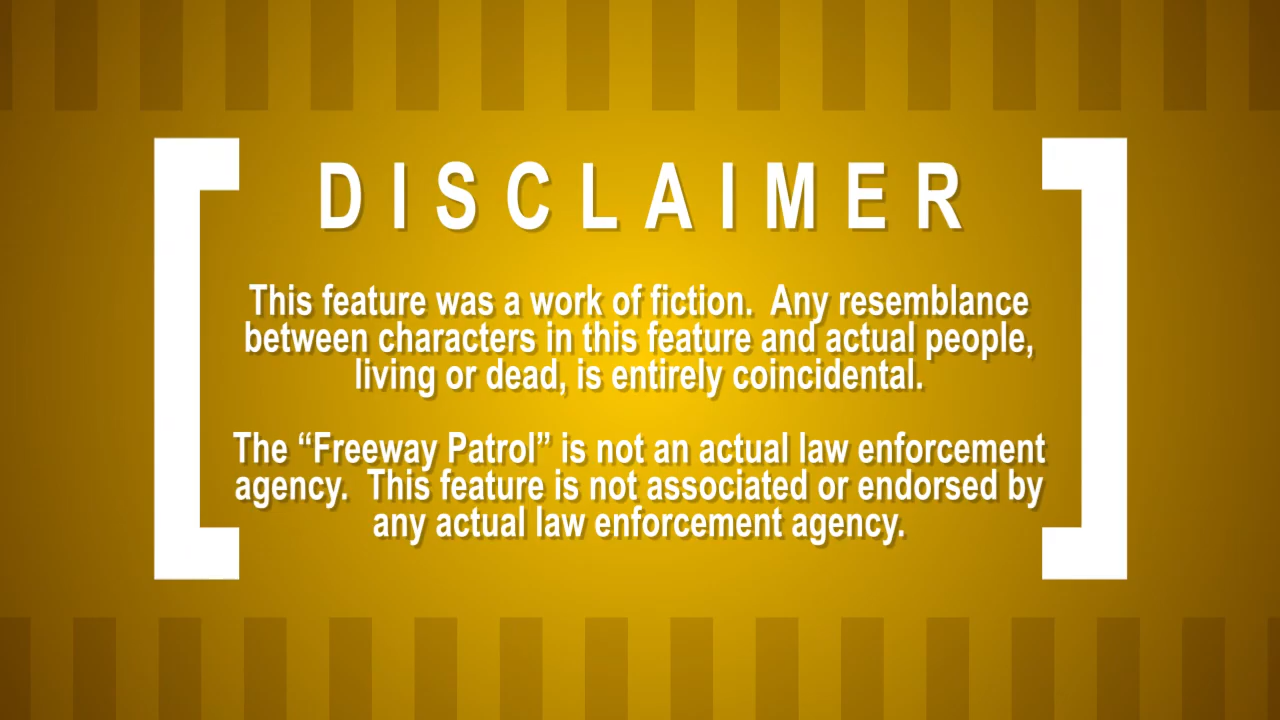 DISCLAIMER
This feature was a work of fiction.  Any resemblance
between characters in this feature and actual people,
living or dead, is entirely coincidental.
The “Freeway Patrol” is not an actual law enforcement
agency.  This feature is not associated or endorsed by
any actual law enforcement agency.